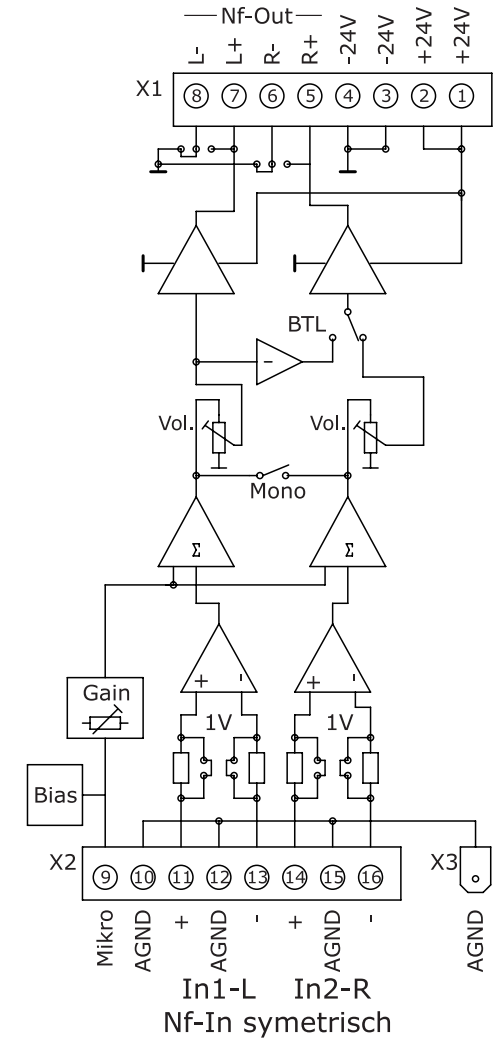 Nf-Out
L- L+ R- R+ -24V -24V +24V +24V
X1 8 7 6 5 4 3 2 1
BTL
-
Vol. Vol.
Mono
Σ Σ
+ - + -
Gain
1V 1V
Bias
X2 9 10 11 12 13 14 15 16 X3
Mikro AGND + AGND - + AGND - AGND
In1-L In2-R
Nf-In symetrisch